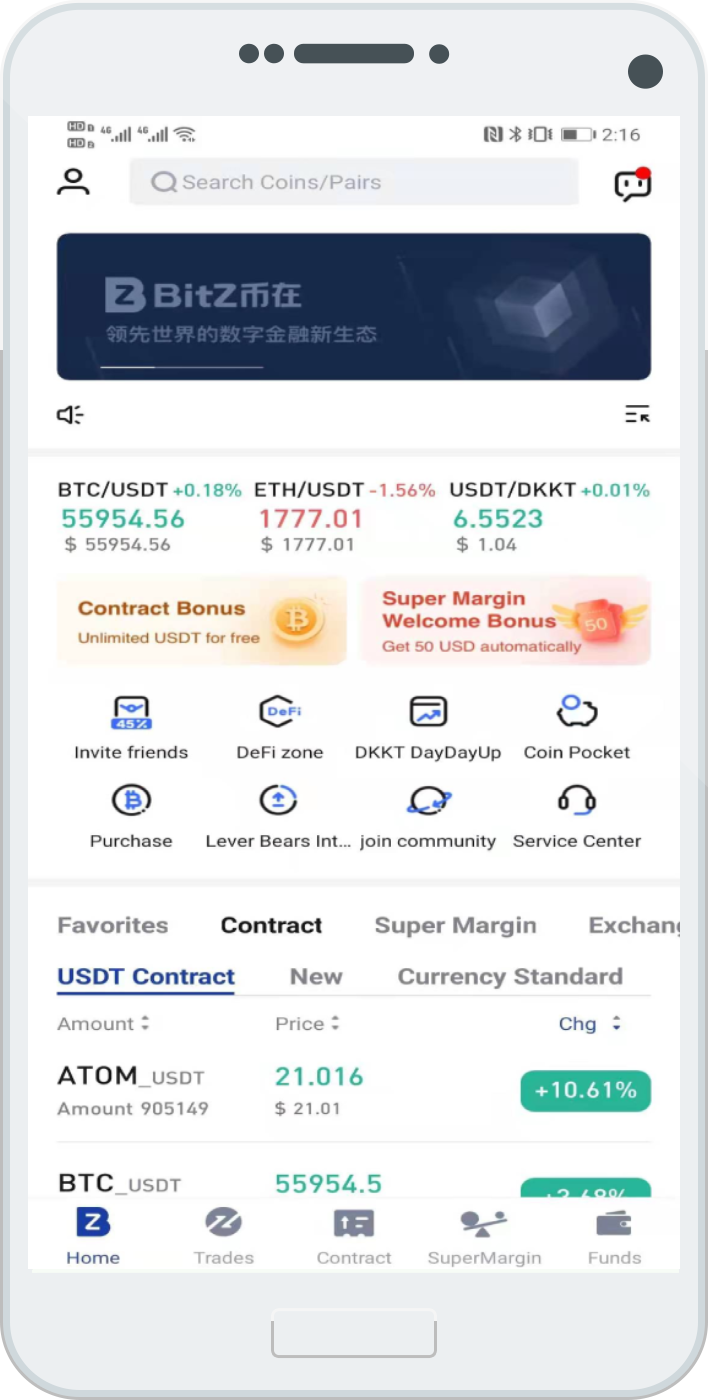 HD HD 4G 4G 2:16
Search Coins/Pairs
BitZ币在
领先世界的数字金融新生态
BTC/USDT +0.18% ETH/USDT -1.56% USDT/DKKT +0.01%
55954.56 1777.01 6.5523
$ 55954.56 $ 1777.01 $ 1.04
Contract Bonus
Unlimited USDT for free
Super Margin
Welcome Bonus
50
Get 50 USD automatically
45% DeFi
Invite friends DeFi zone DKKT DayDayUp Coin Pocket
Purchase Lever Bears Int... join community Service Center
Favorites Contract Super Margin Exchang
USDT Contract New Currency Standard
Amount Price Chg
ATOM_USDT 21.016 +10.61%
Amount 905149 $ 21.01
BTC_USDT 55954.5
Home Trades Contract SuperMargin Funds